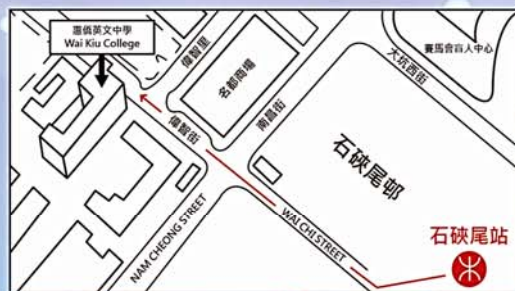 滙僑英文中學
Wai Kiu College
偉智里
名都商場
賽馬會盲人中心
大坑西街
偉智街
南昌街
石硤尾邨
NAM CHEONG STREET
WAI CHI STREET
石硤尾站